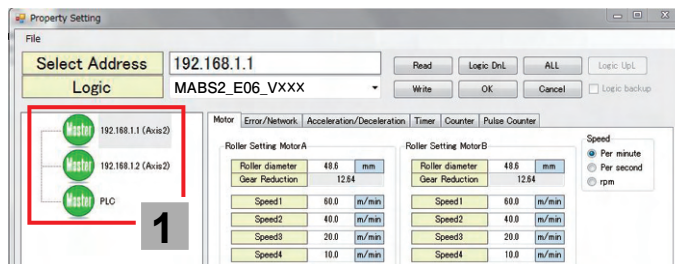 Property Setting
File
Select Address 192.168.1.1 Read Logic DnL ALL Logic UpL
Logic MABS2_E06_VXXX Write OK Cancel Logic backup
Master 192.168.1.1 (Axis2)
Master 192.168.1.2 (Axis2)
Master PLC
1
Motor Error/Network Acceleration/Deceleration Timer Counter Pulse Counter
Roller Setting MotorA
Roller diameter 48.6 mm
Gear Reduction 12.64
Speed1 60.0 m/min
Speed2 40.0 m/min
Speed3 20.0 m/min
Speed4 10.0 m/min
Roller Setting MotorB
Roller diameter 48.6 mm
Gear Reduction 12.64
Speed1 60.0 m/min
Speed2 40.0 m/min
Speed3 20.0 m/min
Speed4 10.0 m/min
Speed
Per minute
Per second
rpm